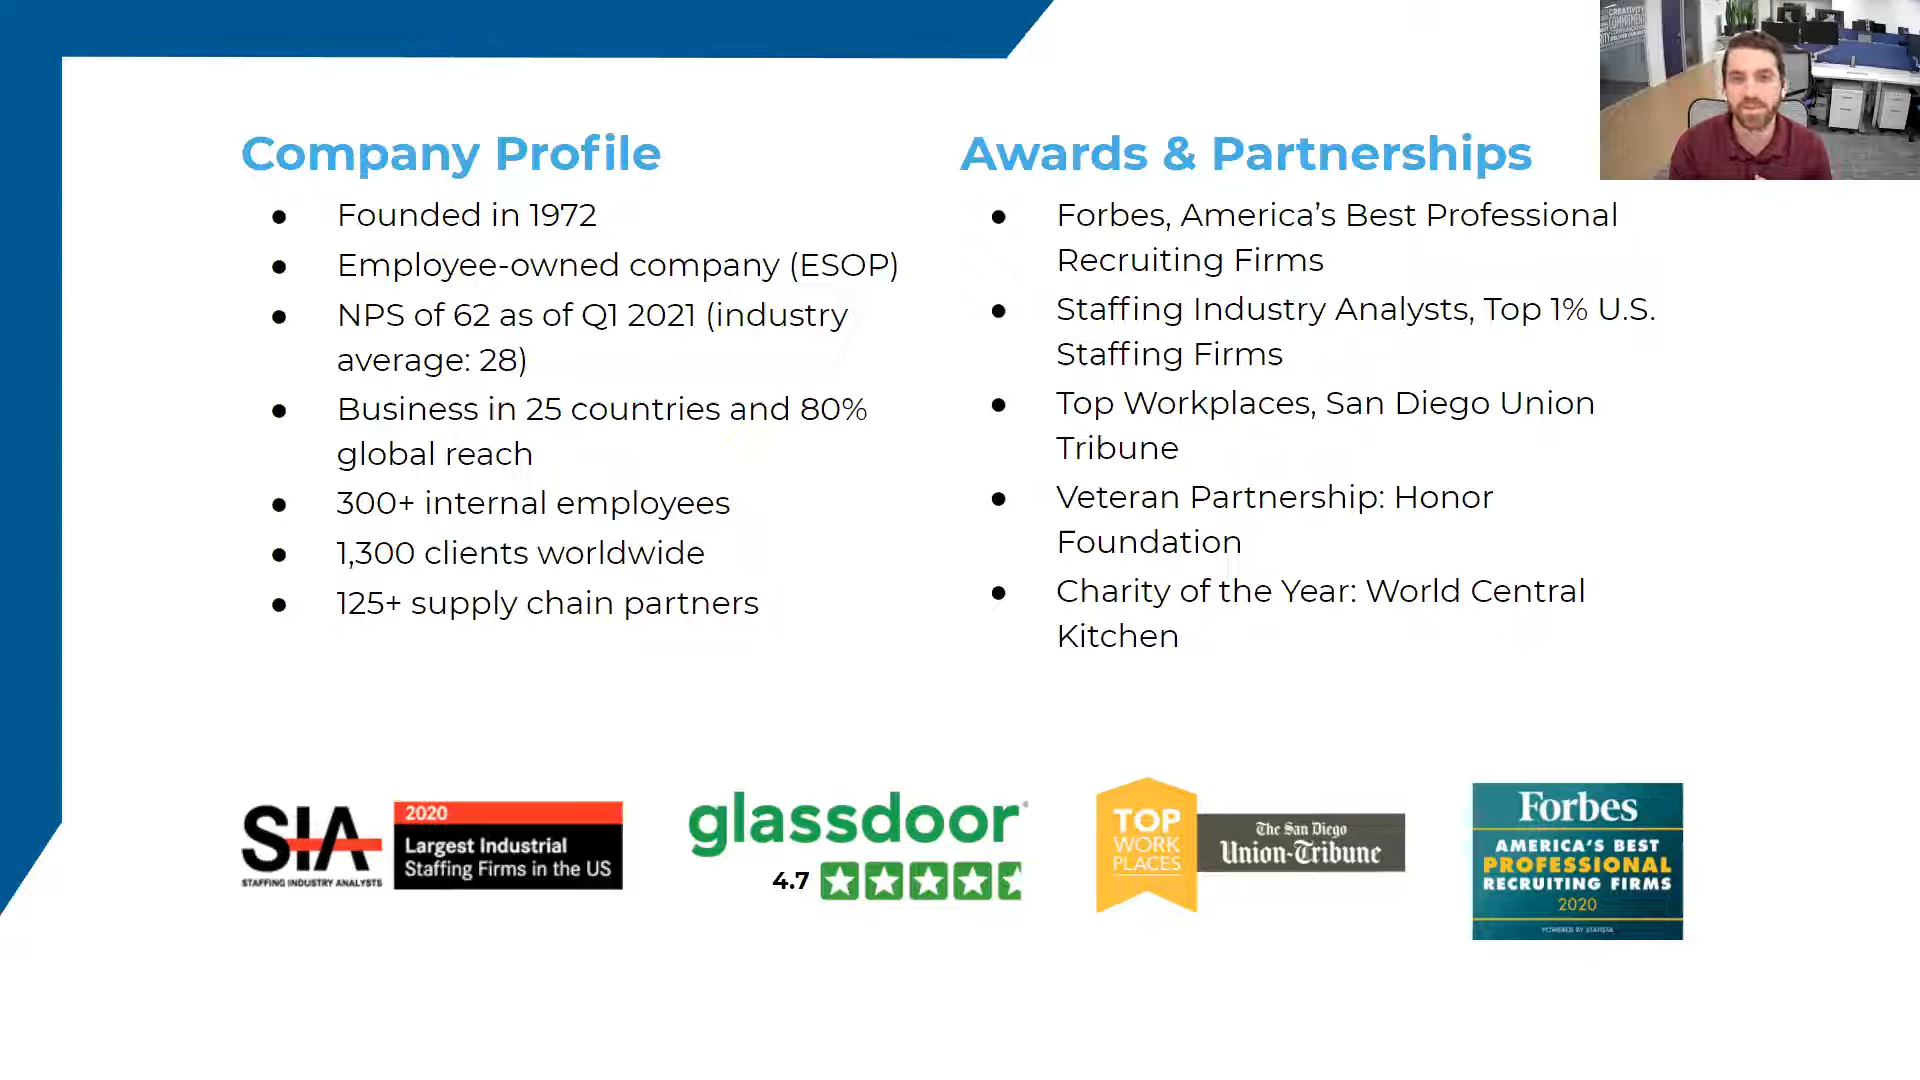 CREATIVITY
COMMITMENT
Company Profile
● Founded in 1972
● Employee-owned company (ESOP)
● NPS of 62 as of Q1 2021 (industry
average: 28)
● Business in 25 countries and 80%
global reach
● 300+ internal employees
● 1,300 clients worldwide
● 125+ supply chain partners
Awards & Partnerships
● Forbes, America’s Best Professional
Recruiting Firms
● Staffing Industry Analysts, Top 1% U.S.
Staffing Firms
● Top Workplaces, San Diego Union
Tribune
● Veteran Partnership: Honor
Foundation
● Charity of the Year: World Central
Kitchen
SIA
STAFFING INDUSTRY ANALYSTS
2020
Largest Industrial
Staffing Firms in the US
glassdoor
4.7
TOP
WORK
PLACES
The San Diego
Union-Tribune
Forbes
AMERICA'S BEST
PROFESSIONAL
RECRUITING FIRMS
2020
POWERED BY STATISTA